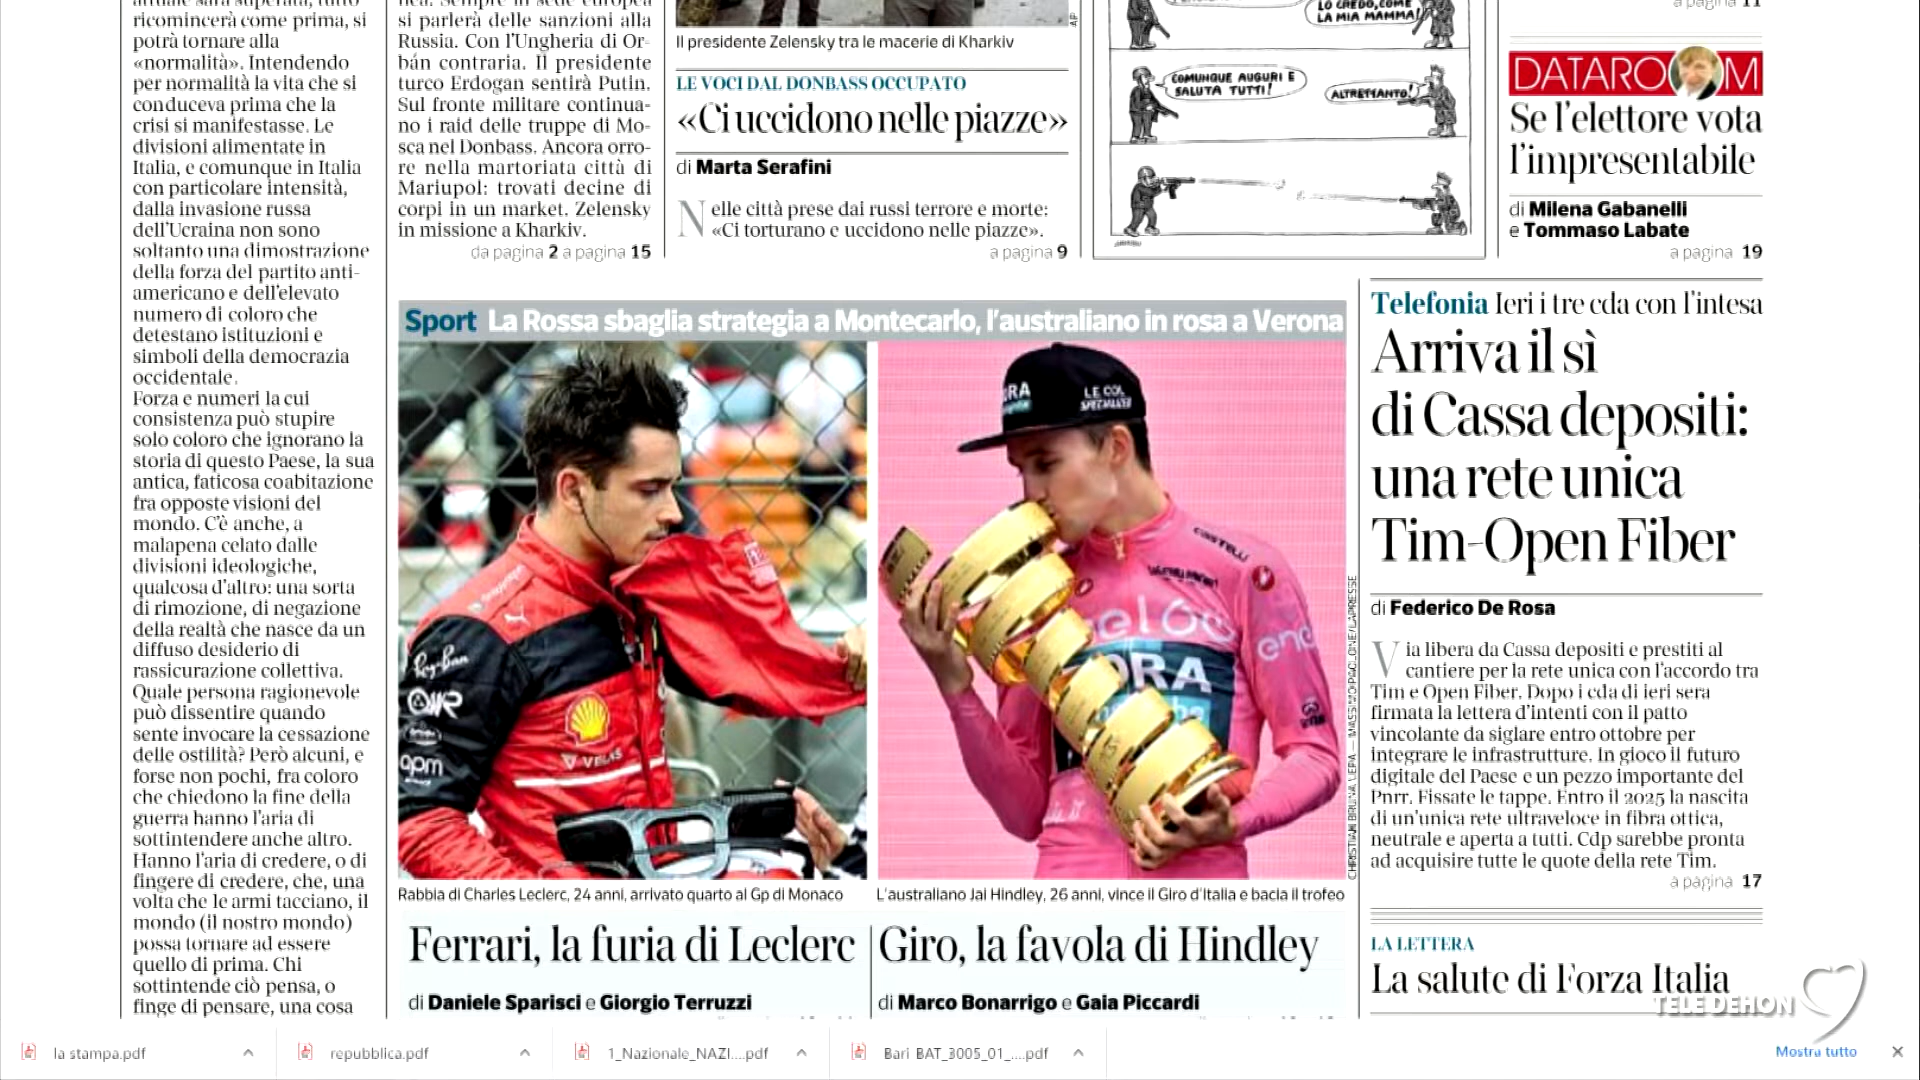 ricomincerà come prima, si
potrà tornare alla
«normalità». Intendendo
per normalità la vita che si
conduceva prima che la
crisi si manifestasse. Le
divisioni alimentate in
Italia, e comunque in Italia
con particolare intensità,
dalla invasione russa
dell'Ucraina non sono
soltanto una dimostrazione
della forza del partito anti-
americano e dell'elevato
numero di coloro che
detestano istituzioni e
simboli della democrazia
occidentale.
Forza e numeri la cui
consistenza può stupire
solo coloro che ignorano la
storia di questo Paese, la sua
antica, faticosa coabitazione
fra opposte visioni del
mondo. C'è anche, a
malapena celato dalle
divisioni ideologiche,
qualcosa d'altro: una sorta
di rimozione, di negazione
della realtà che nasce da un
diffuso desiderio di
rassicurazione collettiva.
Quale persona ragionevole
può dissentire quando
sente invocare la cessazione
delle ostilità? Però alcuni, e
forse non pochi, fra coloro
che chiedono la fine della
guerra hanno l'aria di
sottintendere anche altro.
Hanno l'aria di credere, o di
fingere di credere, che, una
volta che le armi tacciano, il
mondo (il nostro mondo)
possa tornare ad essere
quello di prima. Chi
sottintende ciò pensa, o
finge di pensare, una cosa
si parlerà delle sanzioni alla
Russia. Con l'Ungheria di Or-
bán contraria. Il presidente
turco Erdogan sentirà Putin.
Sul fronte militare continua-
no i raid delle truppe di Mo-
sca nel Donbass. Ancora orro-
re nella martoriata città di
Mariupol: trovati decine di
corpi in un market. Zelensky
in missione a Kharkiv.
da pagina 2 a pagina 15
AP
Il presidente Zelensky tra le macerie di Kharkiv
LE VOCI DAL DONBASS OCCUPATO
«Ci uccidono nelle piazze»
di Marta Serafini
Nelle città prese dai russi terrore e morte:
«Ci torturano e uccidono nelle piazze».
a pagina 9
LO CREDO, COME
LA MIA MAMMA!
COMUNQUE AUGURI E
SALUTA TUTTI!
ALTRETTANTO!
a pagina 11
DATAROOM
Se l'elettore vota
l'impresentabile
di Milena Gabanelli
e Tommaso Labate
a pagina 19
Sport La Rossa sbaglia strategia a Montecarlo, l'australiano in rosa a Verona
Ray-Ban
apm
VELAS
LE COL
SPECIALIZED
CASTELLI
Rabbia di Charles Leclerc, 24 anni, arrivato quarto al Gp di Monaco
L'australiano Jai Hindley, 26 anni, vince il Giro d'Italia e bacia il trofeo
Ferrari, la furia di Leclerc
di Daniele Sparisci e Giorgio Terruzzi
Giro, la favola di Hindley
di Marco Bonarrigo e Gaia Piccardi
Telefonia Ieri i tre cda con l'intesa
Arriva il sì
di Cassa depositi:
una rete unica
Tim-Open Fiber
di Federico De Rosa
Via libera da Cassa depositi e prestiti al
cantiere per la rete unica con l'accordo tra
Tim e Open Fiber. Dopo i cda di ieri sera
firmata la lettera d'intenti con il patto
vincolante da siglare entro ottobre per
integrare le infrastrutture. In gioco il futuro
digitale del Paese e un pezzo importante del
Pnrr. Fissate le tappe. Entro il 2025 la nascita
di un'unica rete ultraveloce in fibra ottica,
neutrale e aperta a tutti. Cdp sarebbe pronta
ad acquisire tutte le quote della rete Tim.
a pagina 17
LA LETTERA
La salute di Forza Italia
TELE DEHON
la stampa.pdf
repubblica.pdf
1_Nazionale_NAZI....pdf
Bari BAT_3005_01_....pdf
Mostra tutto